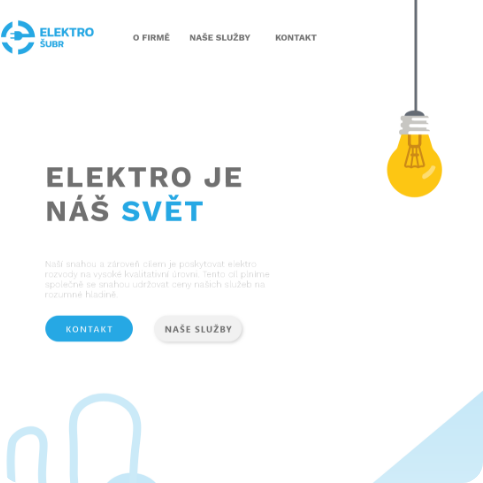 ELEKTRO
ŠUBR
O FIRMĚ NAŠE SLUŽBY KONTAKT
ELEKTRO JE
NÁŠ SVĚT
Naší snahou a zároveň cílem je poskytovat elektro
rozvody na vysoké kvalitativní úrovni. Tento cíl plníme
společně se snahou udržovat ceny našich služeb na
rozumné hladině
KONTAKT NAŠE SLUŽBY